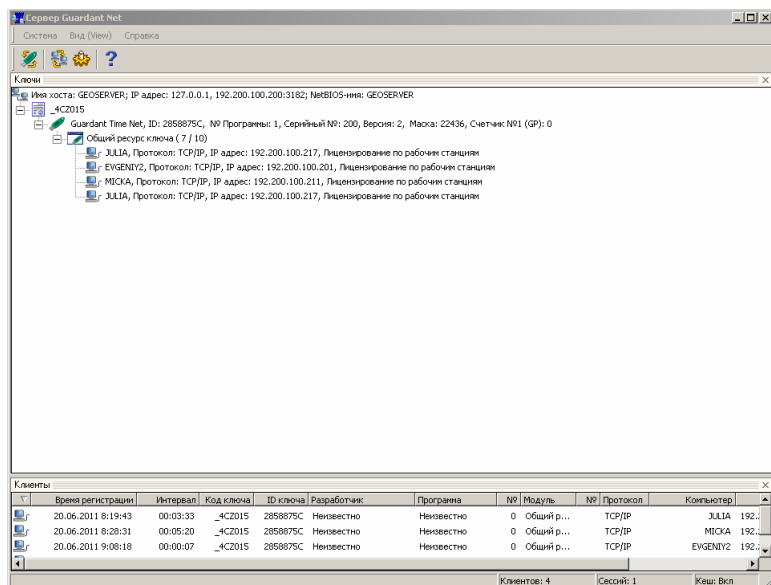 Сервер Guardant Net
Система Вид (View) Справка
Ключи
Имя хоста: GEOSERVER; IP адрес: 127.0.0.1, 192.200.100.200:3182; NetBIOS-имя: GEOSERVER
_4CZ015
Guardant Time Net, ID: 2858875C, № Программы: 1, Серийный №: 200, Версия: 2, Маска: 22436, Счетчик №1 (GP): 0
Общий ресурс ключа ( 7 / 10)
JULIA, Протокол: TCP/IP, IP адрес: 192.200.100.217, Лицензирование по рабочим станциям
EVGENIY2, Протокол: TCP/IP, IP адрес: 192.200.100.201, Лицензирование по рабочим станциям
MICKA, Протокол: TCP/IP, IP адрес: 192.200.100.211, Лицензирование по рабочим станциям
JULIA, Протокол: TCP/IP, IP адрес: 192.200.100.217, Лицензирование по рабочим станциям
Клиенты
Время регистрации Интервал Код ключа ID ключа Разработчик Программа № Модуль № Протокол Компьютер
20.06.2011 8:19:43 00:03:33 _4CZ015 2858875C Неизвестно Неизвестно 0 Общий р... TCP/IP JULIA 192.
20.06.2011 8:28:31 00:05:20 _4CZ015 2858875C Неизвестно Неизвестно 0 Общий р... TCP/IP MICKA 192.
20.06.2011 9:08:18 00:00:07 _4CZ015 2858875C Неизвестно Неизвестно 0 Общий р... TCP/IP EVGENIY2 192.
Клиентов: 4 Сессий: 1 Кеш: Вкл